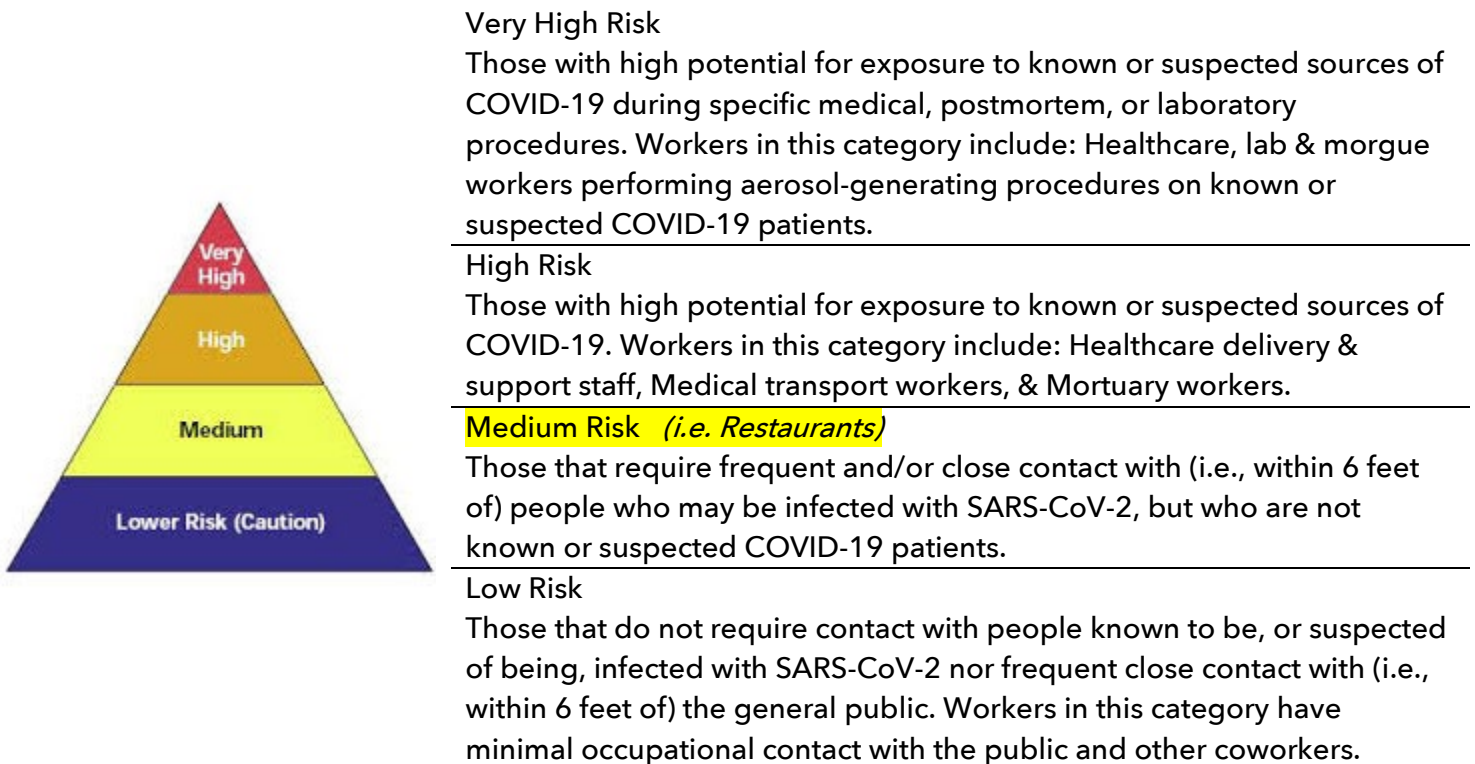 Very High Risk
Those with high potential for exposure to known or suspected sources of
COVID-19 during specific medical, postmortem, or laboratory
procedures. Workers in this category include: Healthcare, lab & morgue
workers performing aerosol-generating procedures on known or
suspected COVID-19 patients.
High Risk
Those with high potential for exposure to known or suspected sources of
COVID-19. Workers in this category include: Healthcare delivery &
support staff, Medical transport workers, & Mortuary workers.
Medium Risk (i.e. Restaurants)
Those that require frequent and/or close contact with (i.e., within 6 feet
of) people who may be infected with SARS-CoV-2, but who are not
known or suspected COVID-19 patients.
Low Risk
Those that do not require contact with people known to be, or suspected
of being, infected with SARS-CoV-2 nor frequent close contact with (i.e.,
within 6 feet of) the general public. Workers in this category have
minimal occupational contact with the public and other coworkers.
Very
High
High
Medium
Lower Risk (Caution)